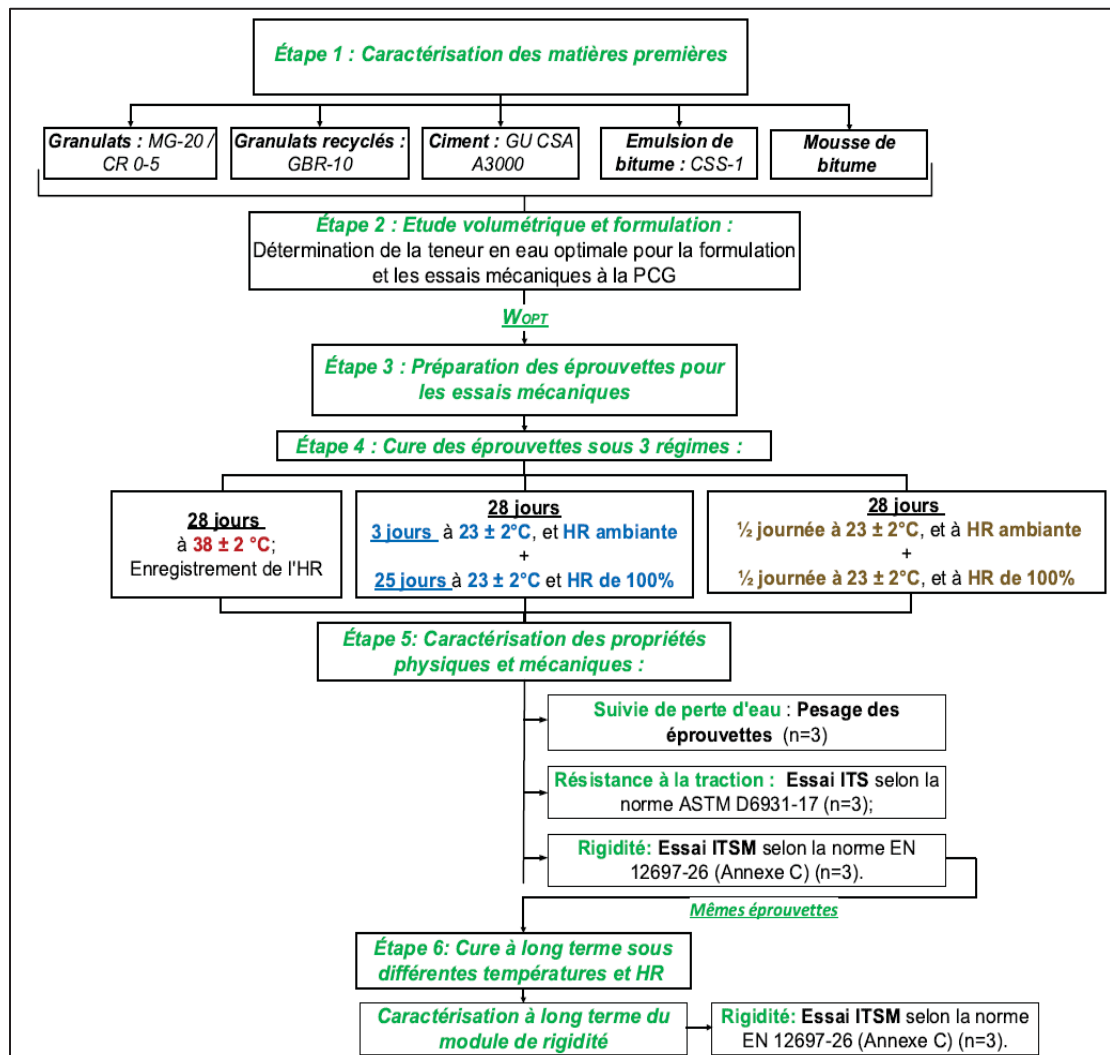 Étape 1 : Caractérisation des matières premières
Granulats : MG-20 /
CR 0-5
Granulats recyclés :
GBR-10
Ciment : GU CSA
A3000
Emulsion de
bitume : CSS-1
Mousse de
bitume
Étape 2 : Etude volumétrique et formulation :
Détermination de la teneur en eau optimale pour la formulation
et les essais mécaniques à la PCG
WOPT
Étape 3 : Préparation des éprouvettes pour
les essais mécaniques
Étape 4 : Cure des éprouvettes sous 3 régimes :
28 jours
à 38 ± 2 °C;
Enregistrement de l'HR
28 jours
3 jours à 23 ± 2°C, et HR ambiante
+
25 jours à 23 ± 2°C et HR de 100%
28 jours
½ journée à 23 ± 2°C, et à HR ambiante
+
½ journée à 23 ± 2°C, et à HR de 100%
Étape 5: Caractérisation des propriétés
physiques et mécaniques :
Suivie de perte d'eau : Pesage des
éprouvettes (n=3)
Résistance à la traction : Essai ITS selon la
norme ASTM D6931-17 (n=3);
Rigidité: Essai ITSM selon la norme EN
12697-26 (Annexe C) (n=3).
Mêmes éprouvettes
Étape 6: Cure à long terme sous
différentes températures et HR
Caractérisation à long terme du
module de rigidité
Rigidité: Essai ITSM selon la norme
EN 12697-26 (Annexe C) (n=3).